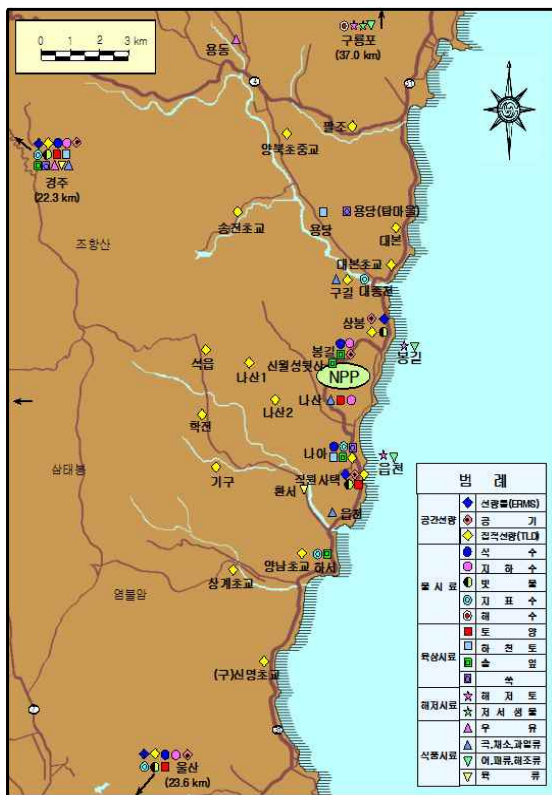 0 1 2 3 km
용동
구룡포
(37.0 km)
4
31
팔조
양북초중교
경주
(22.3 km)
용당(탑마을)
송전초교
용당
대본
조항산
대본초교
구길
대종천
상봉
봉길
봉길
신월성뒷산
석읍
나산1
NPP
나산
나산2
학전
나아
읍천
삼태봉
기구
직원사택
환서
읍천
양남초교
하서
상계초교
염불암
(구)신명초교
울산
(23.6 km)
범 례
공간선량
선량률(ERMS)
공 기
집적선량(TLD)
물시료
식 수
지 하 수
빗 물
지 표 수
해 수
육상시료
토 양
하 천 토
솔 잎
쑥
해저시료
해 저 토
저 서 생 물
식품시료
우 유
곡,채소,과일류
어,패류,해조류
육 류